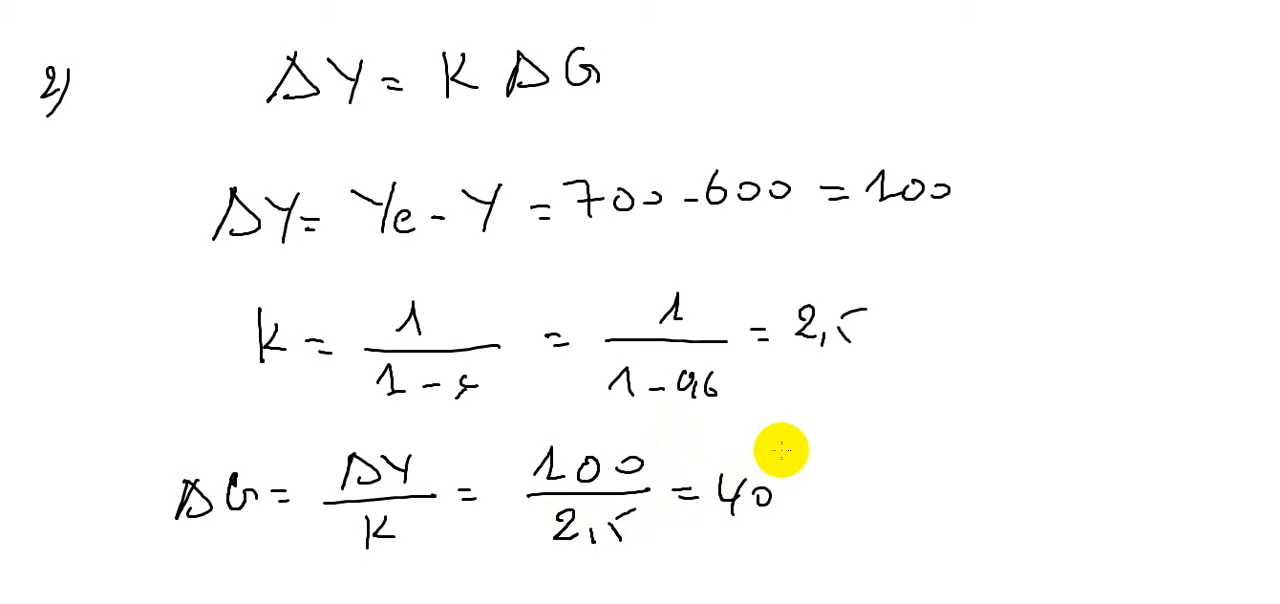 2) ΔY = K ΔG
ΔY = Ye - Y = 700 - 600 = 100
K = 1 / 1 - c = 1 / 1 - 0,6 = 2,5
ΔG = ΔY / K = 100 / 2,5 = 40